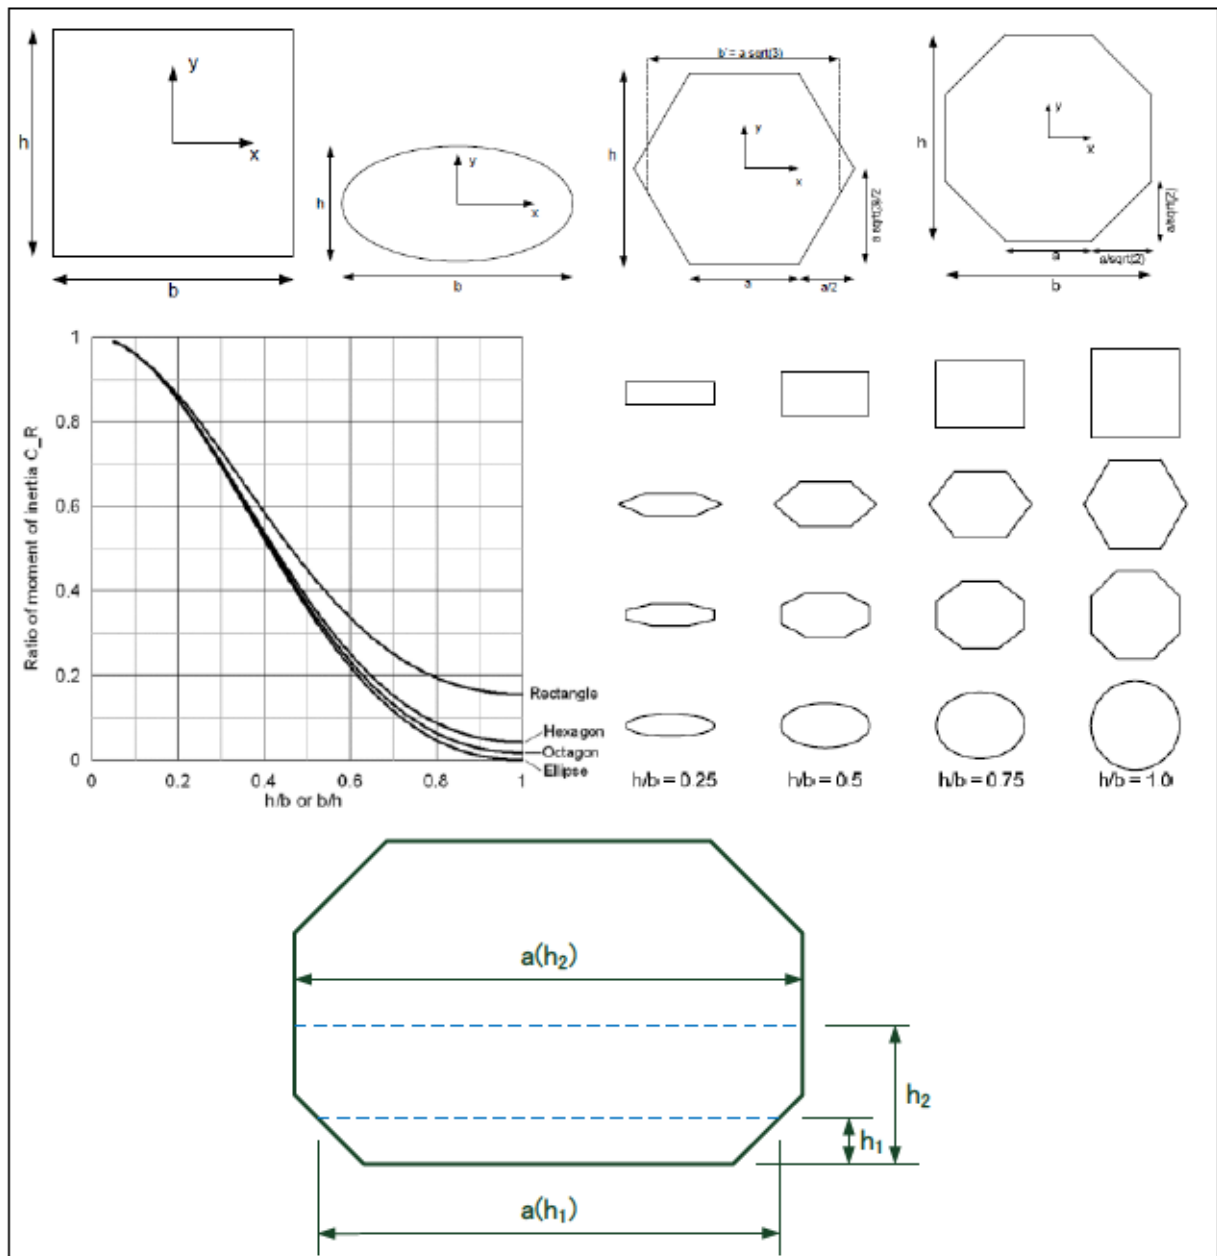 h
y
x
b
h
y
x
b
b' = a sqrt(3)
h
y
x
a sqrt(3)/2
a
a/2
h
y
x
a/sqrt(2)
a
a/sqrt(2)
b
Ratio of moment of inertia C_R
1
0.8
0.6
0.4
0.2
0
0
0.2
0.4
0.6
0.8
1
h/b or b/h
Rectangle
Hexagon
Octagon
Ellipse
h/b = 0.25
h/b = 0.5
h/b = 0.75
h/b = 1.0
a(h₂)
h₂
h₁
a(h₁)